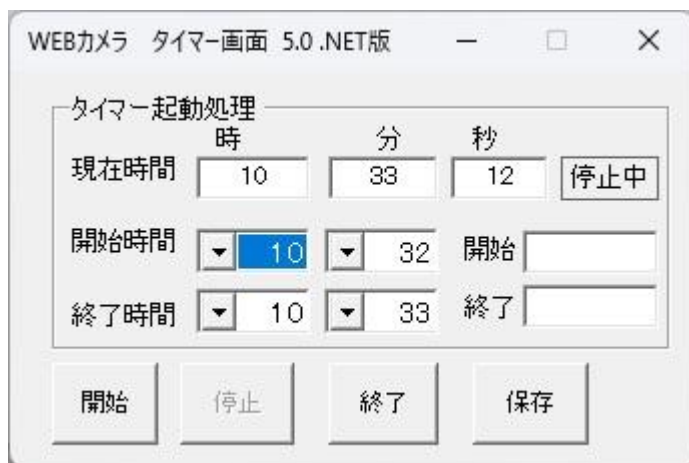 WEBカメラ　タイマー画面 5.0 .NET版
タイマー起動処理
時 分 秒
現在時間 10 33 12 停止中
開始時間 10 32 開始
終了時間 10 33 終了
開始 停止 終了 保存